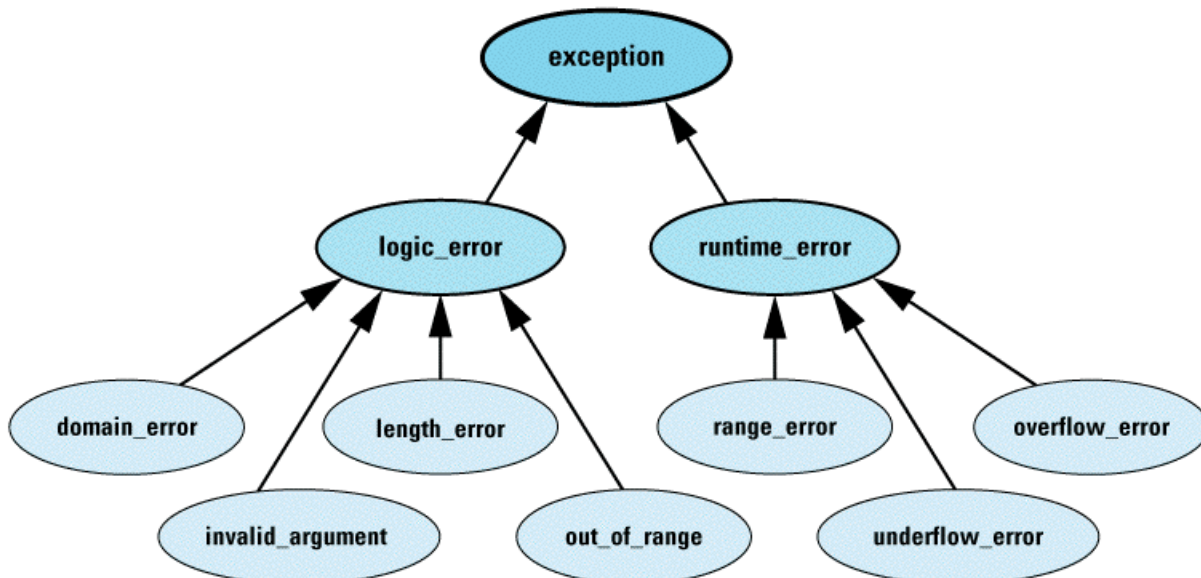 exception
logic_error
runtime_error
domain_error
length_error
range_error
overflow_error
invalid_argument
out_of_range
underflow_error